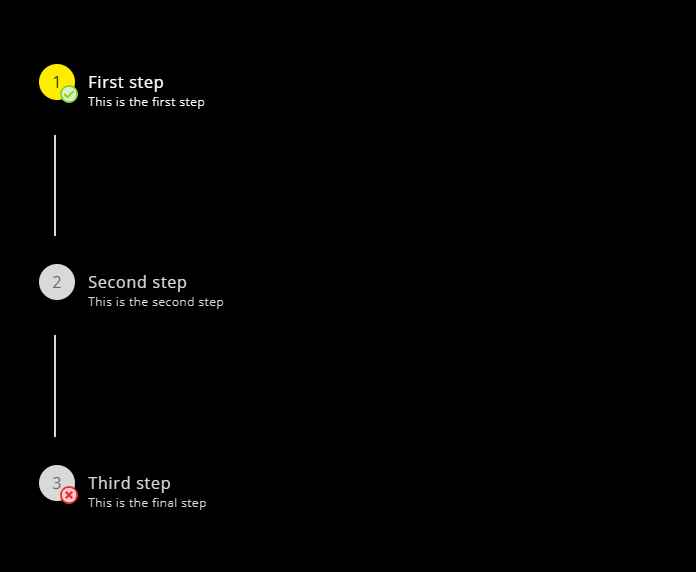 1
First step
This is the first step
2
Second step
This is the second step
3
Third step
This is the final step